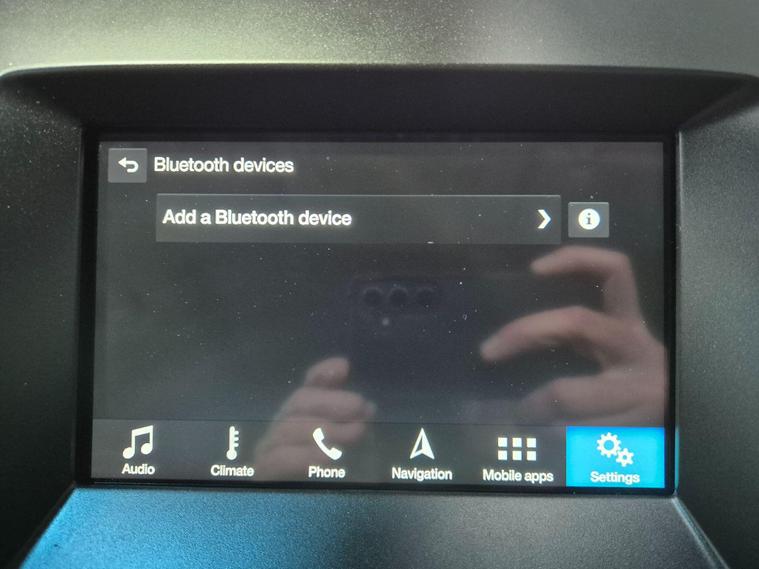 Bluetooth devices
Add a Bluetooth device
Audio
Climate
Phone
Navigation
Mobile apps
Settings